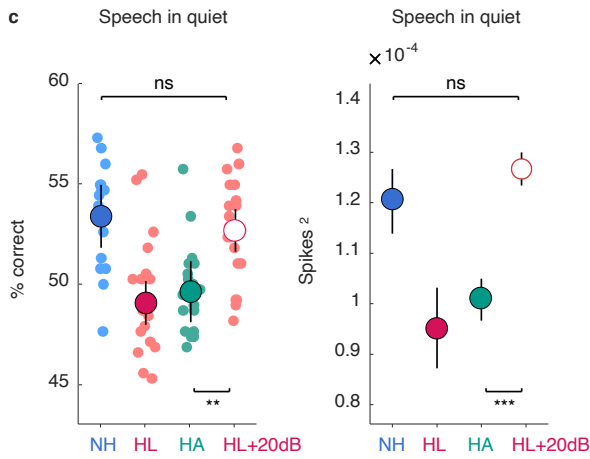 c
Speech in quiet
Speech in quiet
× 10⁻⁴
60
55
50
45
% correct
ns
**
NH
HL
HA
HL+20dB
1.4
1.3
1.2
1.1
1
0.9
0.8
Spikes ²
ns
***
NH
HL
HA
HL+20dB